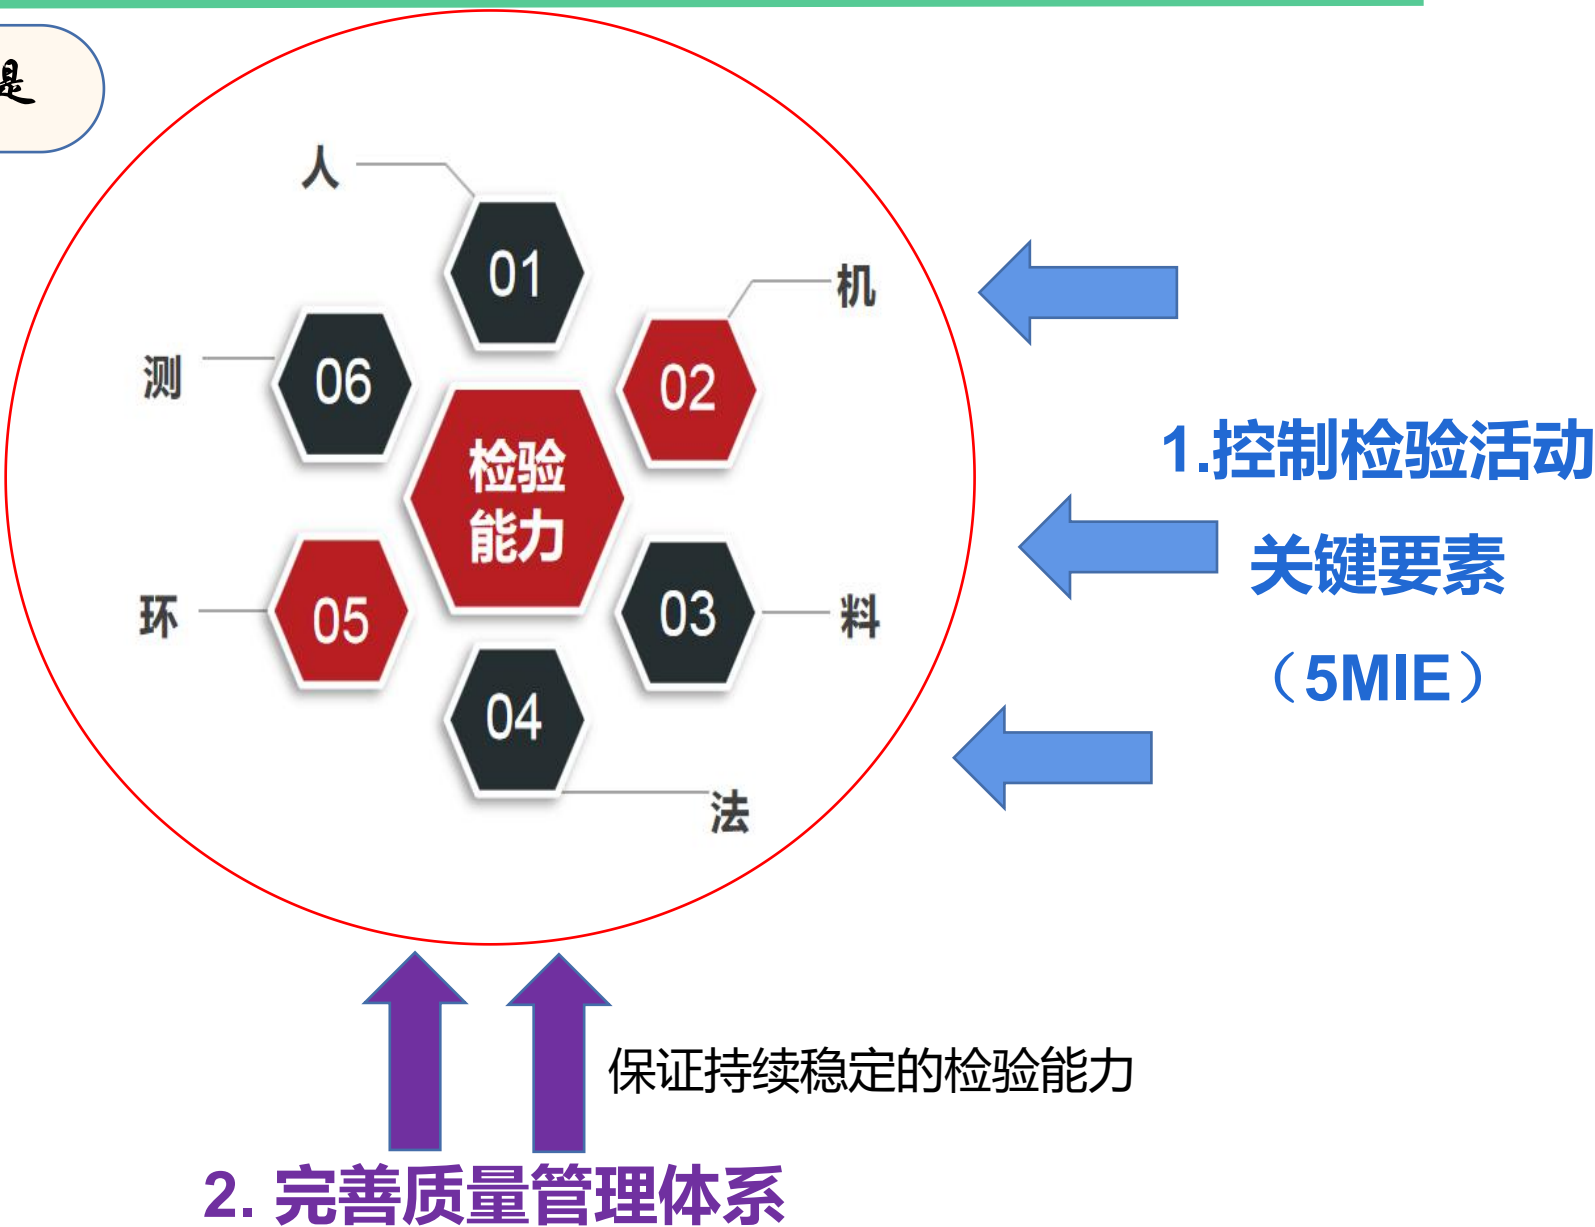 是
人
01
机
测
06
02
检验
能力
环
05
03
料
04
法
1.控制检验活动
关键要素
（5MIE）
保证持续稳定的检验能力
2. 完善质量管理体系